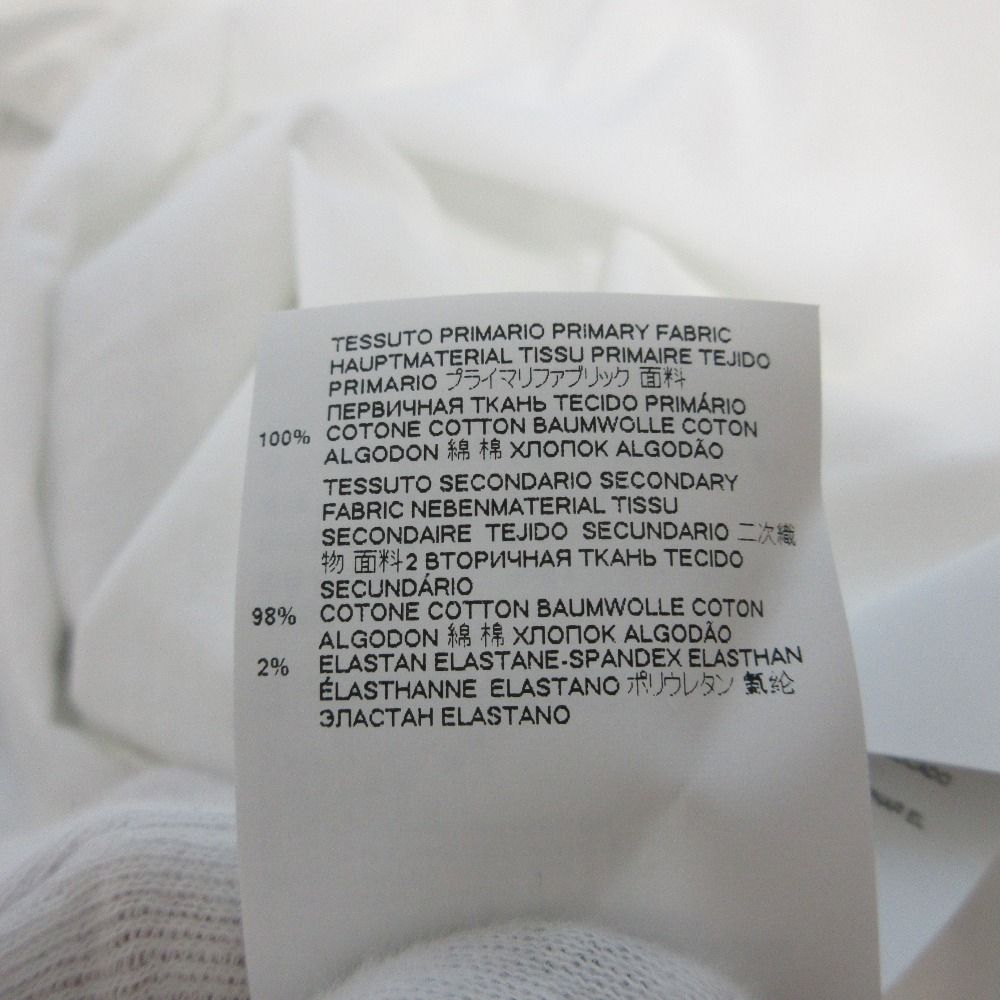 TESSUTO PRIMARIO PRIMARY FABRIC
HAUPTMATERIAL TISSU PRIMAIRE TEJIDO
PRIMARIO プライマリファブリック 面料
ПЕРВИЧНАЯ ТКАНЬ TECIDO PRIMÁRIO
100% COTONE COTTON BAUMWOLLE COTON
ALGODON 綿 棉 ХЛОПОК ALGODÃO
TESSUTO SECONDARIO SECONDARY
FABRIC NEBENMATERIAL TISSU
SECONDAIRE TEJIDO SECUNDARIO 二次織
物 面料2 ВТОРИЧНАЯ ТКАНЬ TECIDO
SECUNDÁRIO
98% COTONE COTTON BAUMWOLLE COTON
ALGODON 綿 棉 ХЛОПОК ALGODÃO
2% ELASTAN ELASTANE-SPANDEX ELASTHAN
ÉLASTHANNE ELASTANO ポリウレタン 氨纶
ЭЛАСТАН ELASTANO